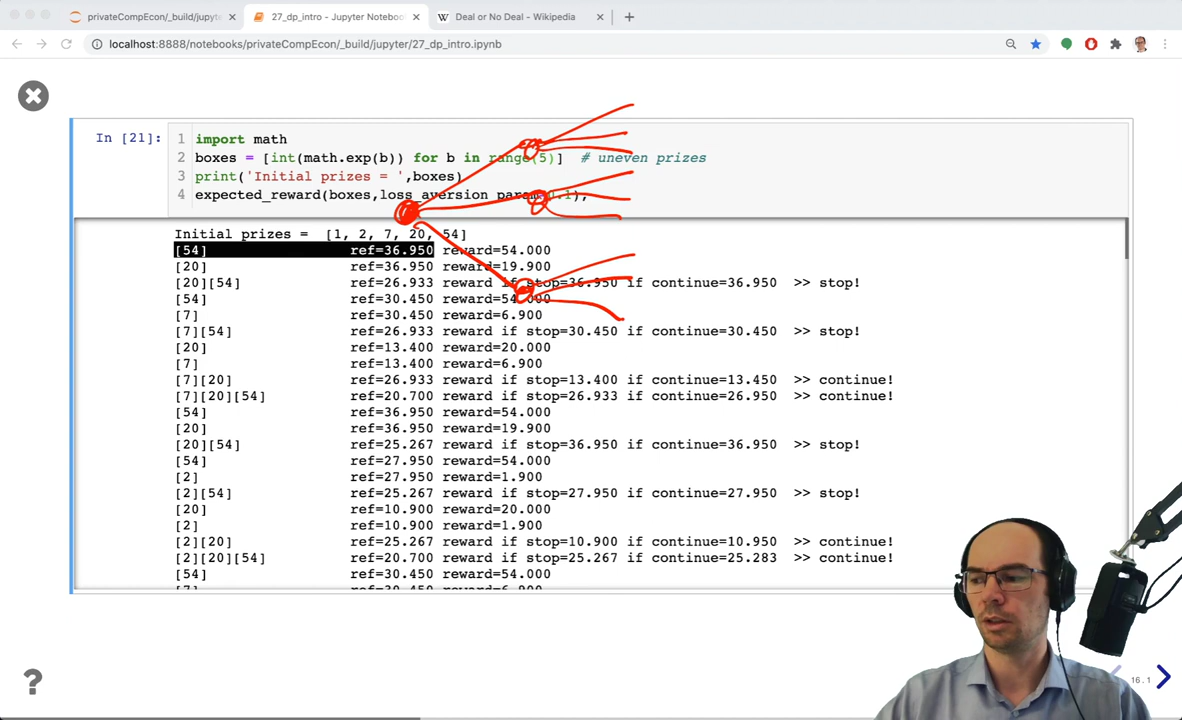 privateCompEcon/_build/jupyte
27_dp_intro - Jupyter Noteboo
W Deal or No Deal - Wikipedia
localhost:8888/notebooks/privateCompEcon/_build/jupyter/27_dp_intro.ipynb
In [21]:
1 import math
2 boxes = [int(math.exp(b)) for b in range(5)] # uneven prizes
3 print('Initial prizes = ',boxes)
4 expected_reward(boxes,loss_aversion_param=0.1);
Initial prizes = [1, 2, 7, 20, 54]
[54] ref=36.950 reward=54.000
[20] ref=36.950 reward=19.900
[20][54] ref=26.933 reward if stop=36.950 if continue=36.950 >> stop!
[54] ref=30.450 reward=54.000
[7] ref=30.450 reward=6.900
[7][54] ref=26.933 reward if stop=30.450 if continue=30.450 >> stop!
[20] ref=13.400 reward=20.000
[7] ref=13.400 reward=6.900
[7][20] ref=26.933 reward if stop=13.400 if continue=13.450 >> continue!
[7][20][54] ref=20.700 reward if stop=26.933 if continue=26.950 >> continue!
[54] ref=36.950 reward=54.000
[20] ref=36.950 reward=19.900
[20][54] ref=25.267 reward if stop=36.950 if continue=36.950 >> stop!
[54] ref=27.950 reward=54.000
[2] ref=27.950 reward=1.900
[2][54] ref=25.267 reward if stop=27.950 if continue=27.950 >> stop!
[20] ref=10.900 reward=20.000
[2] ref=10.900 reward=1.900
[2][20] ref=25.267 reward if stop=10.900 if continue=10.950 >> continue!
[2][20][54] ref=20.700 reward if stop=25.267 if continue=25.283 >> continue!
[54] ref=30.450 reward=54.000
[7] ref=30.450 reward=6.900
?
16.1